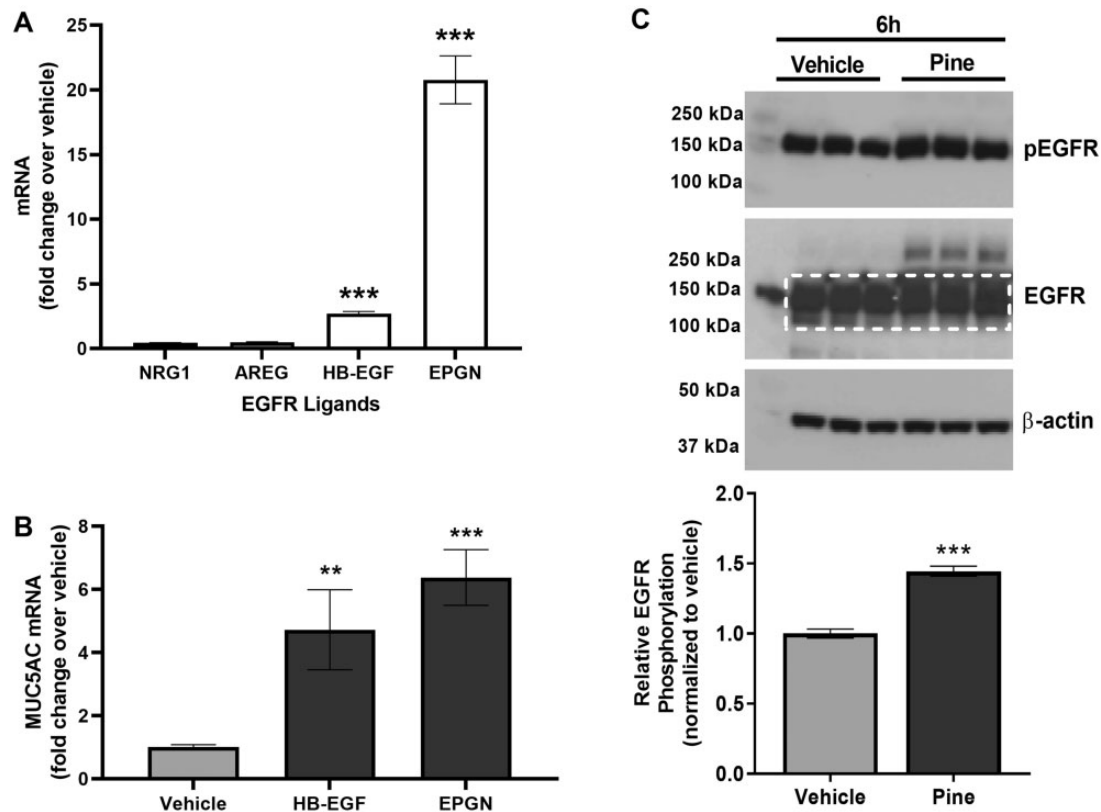 A
mRNA
(fold change over vehicle)
25
20
15
10
5
0
***
***
NRG1 AREG HB-EGF EPGN
EGFR Ligands
B
MUC5AC mRNA
(fold change over vehicle)
8
6
4
2
0
**
***
Vehicle HB-EGF EPGN
C
6h
Vehicle Pine
250 kDa
150 kDa
100 kDa
pEGFR
250 kDa
150 kDa
100 kDa
EGFR
50 kDa
37 kDa
β-actin
Relative EGFR
Phosphorylation
(normalized to vehicle)
2.0
1.5
1.0
0.5
0.0
***
Vehicle Pine